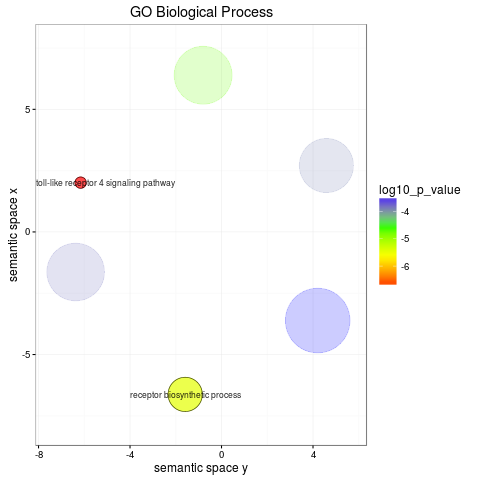 GO Biological Process
semantic space x
5
0
-5
toll-like receptor 4 signaling pathway
receptor biosynthetic process
-8
-4
0
4
semantic space y
log10_p_value
-4
-5
-6